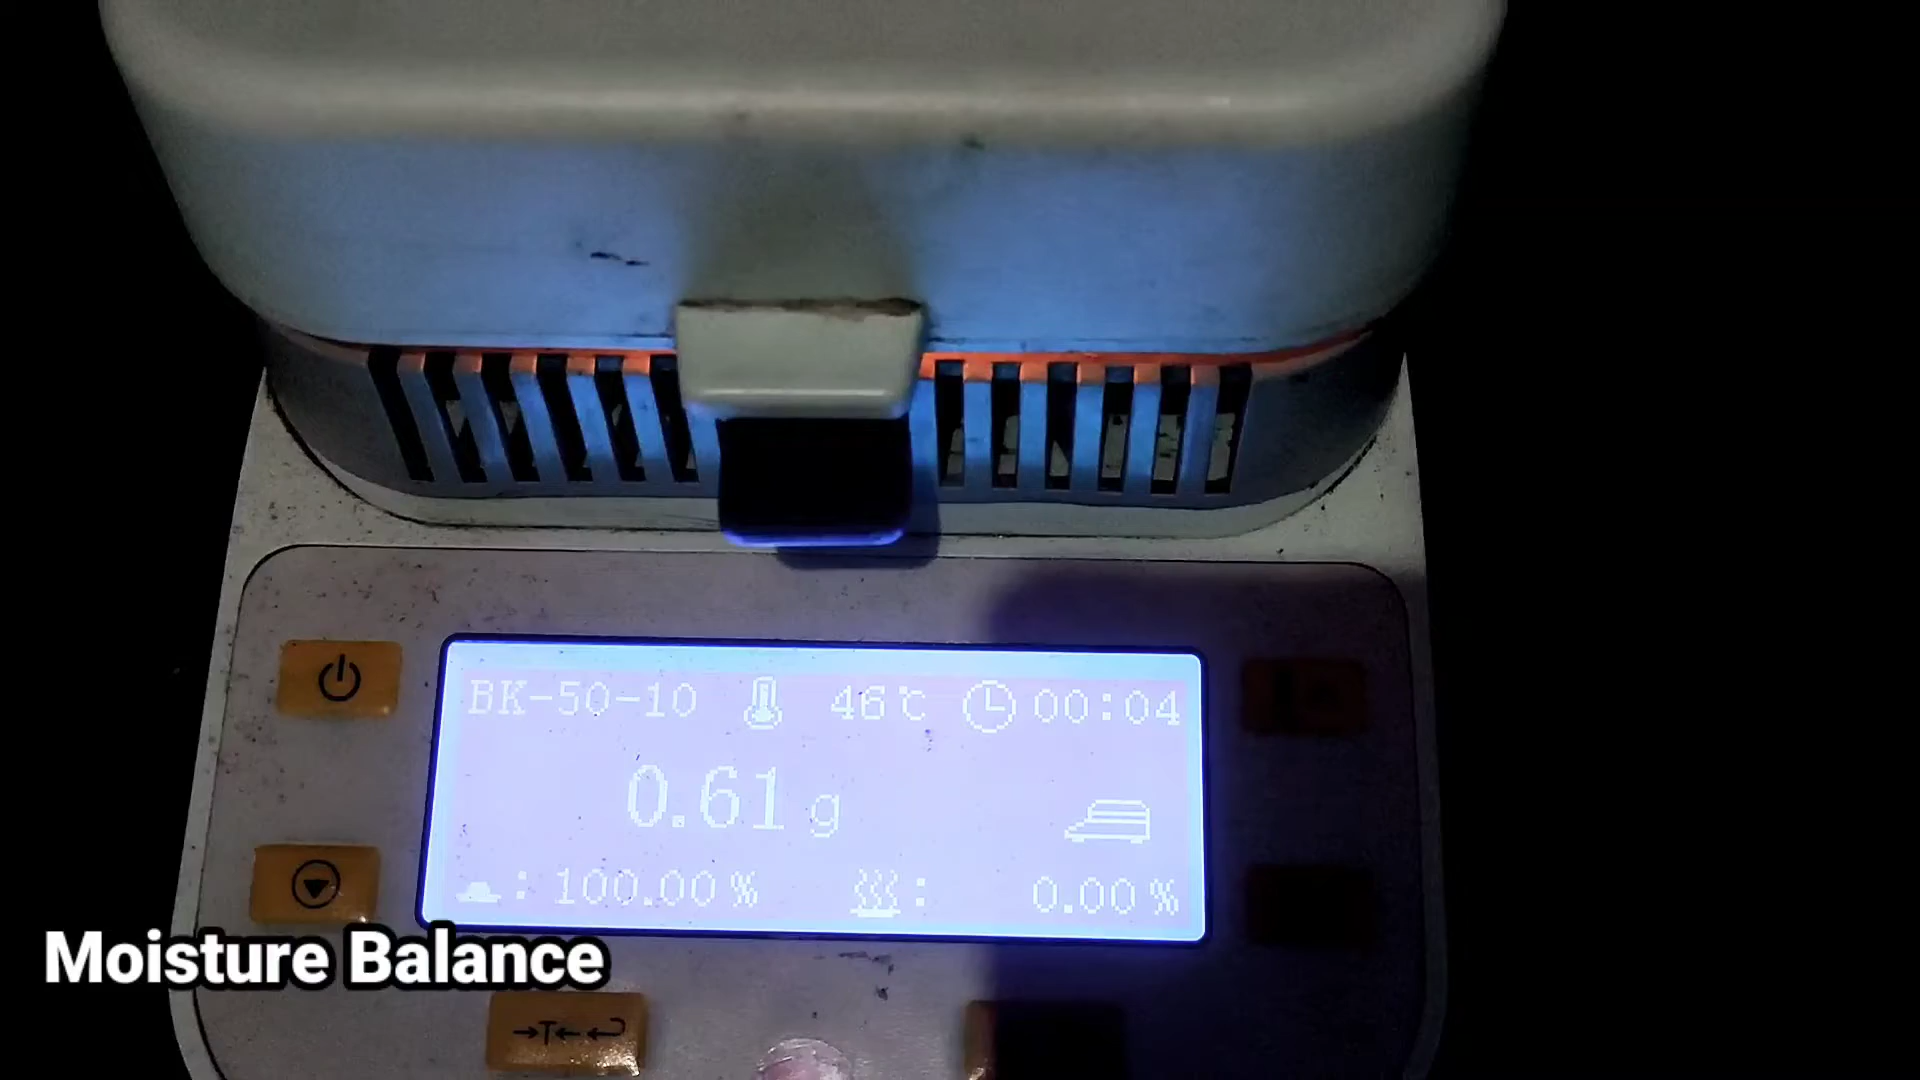 BK-50-10 46℃ 00:04
0.61 g
: 100.00 % : 0.00 %
Moisture Balance
→T←